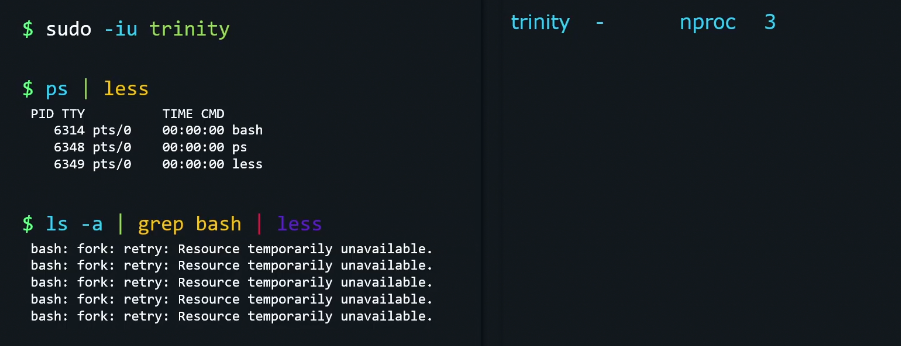 $ sudo -iu trinity
$ ps | less
PID TTY TIME CMD
6314 pts/0 00:00:00 bash
6348 pts/0 00:00:00 ps
6349 pts/0 00:00:00 less
$ ls -a | grep bash | less
bash: fork: retry: Resource temporarily unavailable.
bash: fork: retry: Resource temporarily unavailable.
bash: fork: retry: Resource temporarily unavailable.
bash: fork: retry: Resource temporarily unavailable.
bash: fork: retry: Resource temporarily unavailable.
trinity - nproc 3